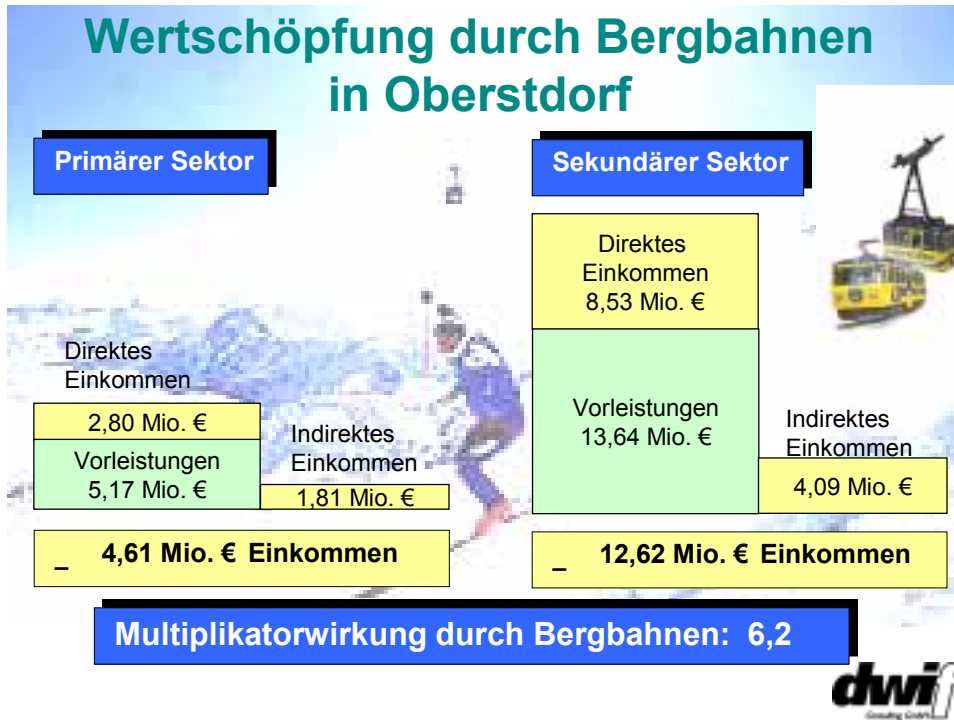 Wertschöpfung durch Bergbahnen
in Oberstdorf
Primärer Sektor
Direktes
Einkommen
2,80 Mio. €
Vorleistungen
5,17 Mio. €
Indirektes
Einkommen
1,81 Mio. €
_ 4,61 Mio. € Einkommen
Sekundärer Sektor
Direktes
Einkommen
8,53 Mio. €
Vorleistungen
13,64 Mio. €
Indirektes
Einkommen
4,09 Mio. €
_ 12,62 Mio. € Einkommen
Multiplikatorwirkung durch Bergbahnen: 6,2
dwif
Consulting GmbH